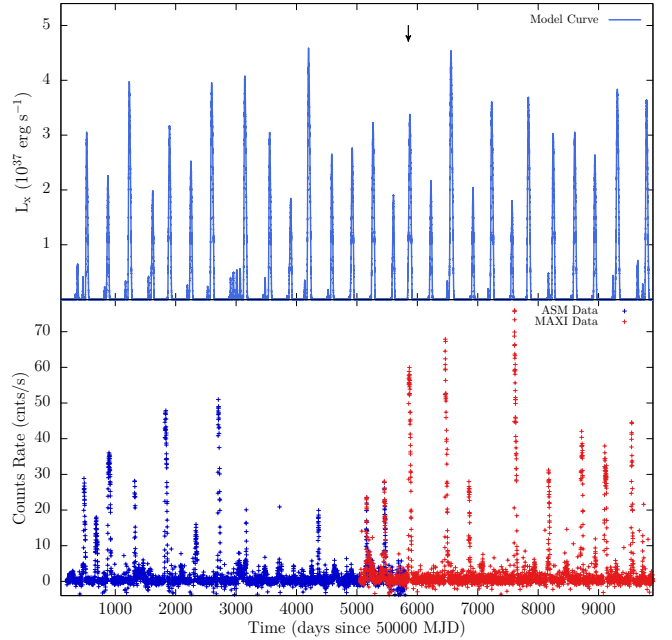 5
Model Curve
4
3
2
1
Lx (10^37 erg s^−1)
70
ASM Data
MAXI Data
60
50
40
30
20
10
0
Counts Rate (cnts/s)
1000 2000 3000 4000 5000 6000 7000 8000 9000
Time (days since 50000 MJD)